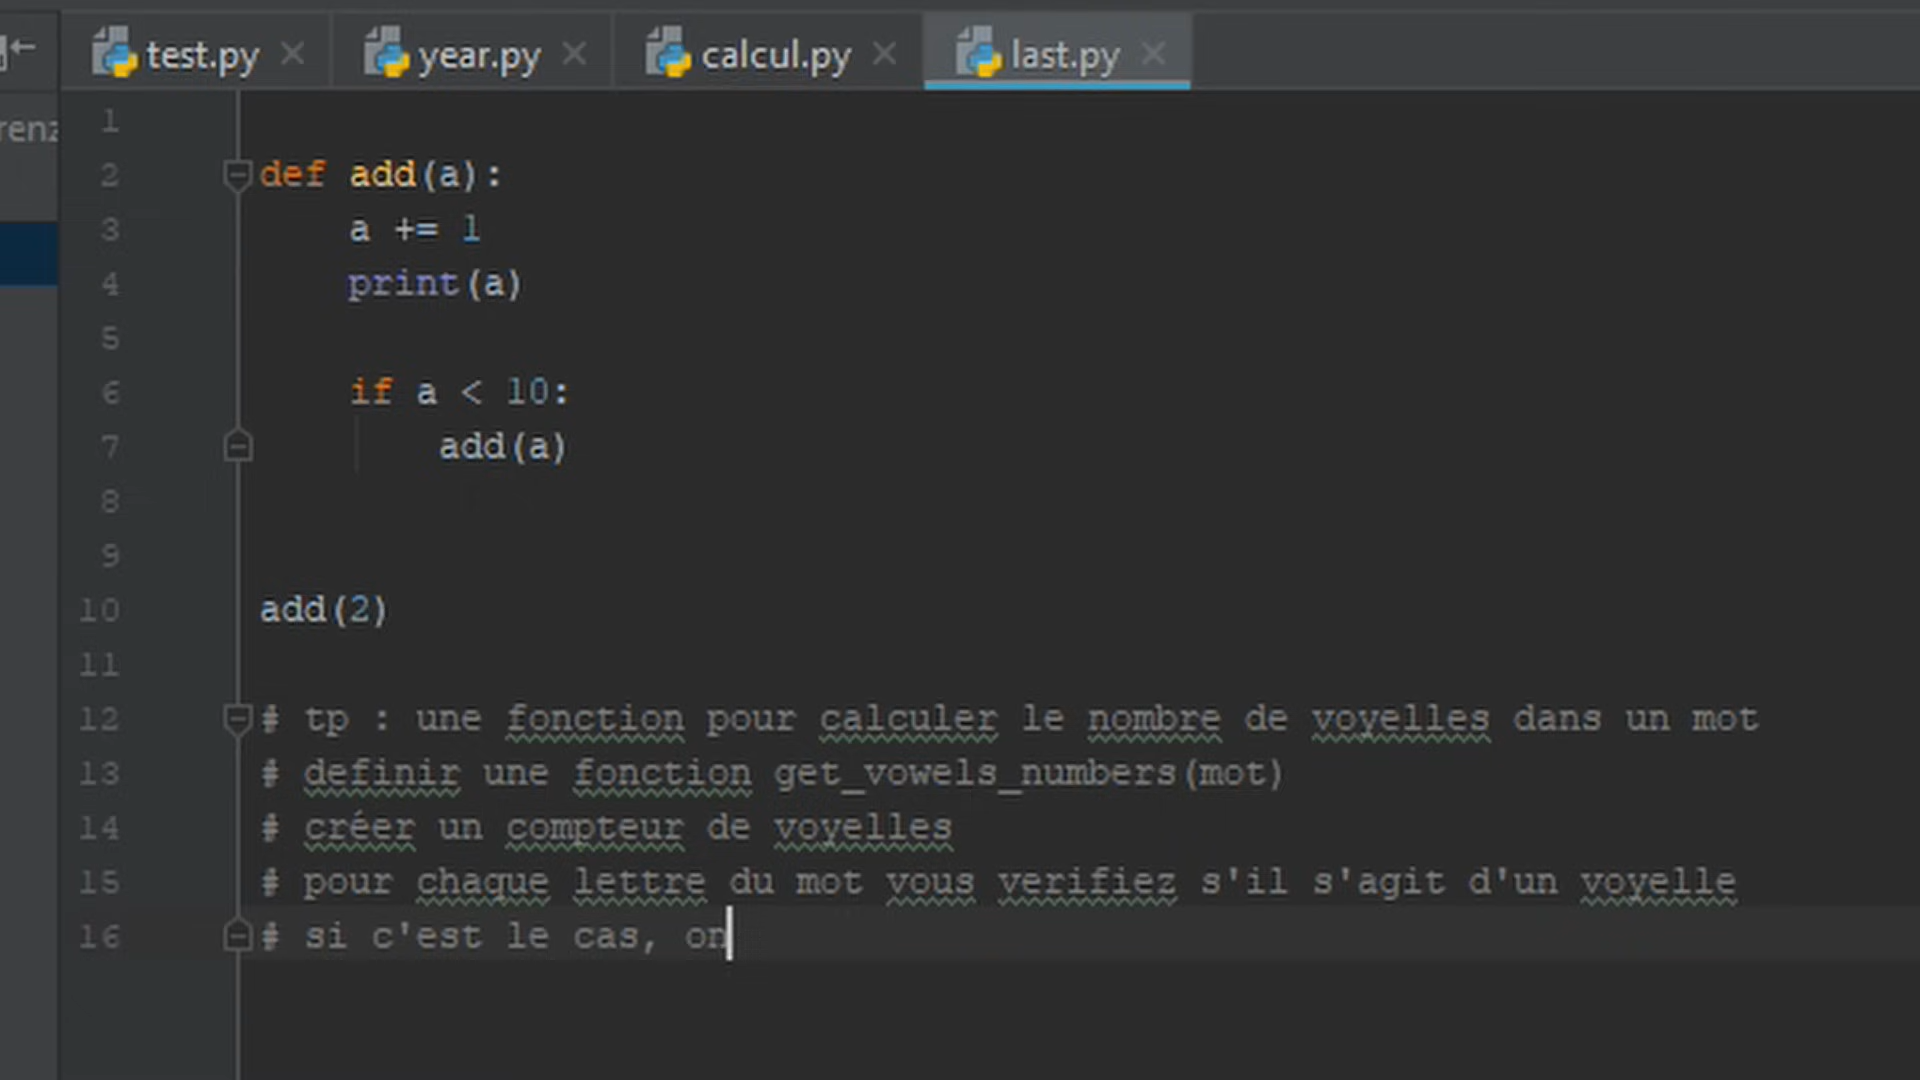 test.py year.py calcul.py last.py
renz
1
2 def add(a):
3 a += 1
4 print(a)
5
6 if a < 10:
7 add(a)
8
9
10 add(2)
11
12 # tp : une fonction pour calculer le nombre de voyelles dans un mot
13 # definir une fonction get_vowels_numbers(mot)
14 # créer un compteur de voyelles
15 # pour chaque lettre du mot vous verifiez s'il s'agit d'un voyelle
16 # si c'est le cas, on